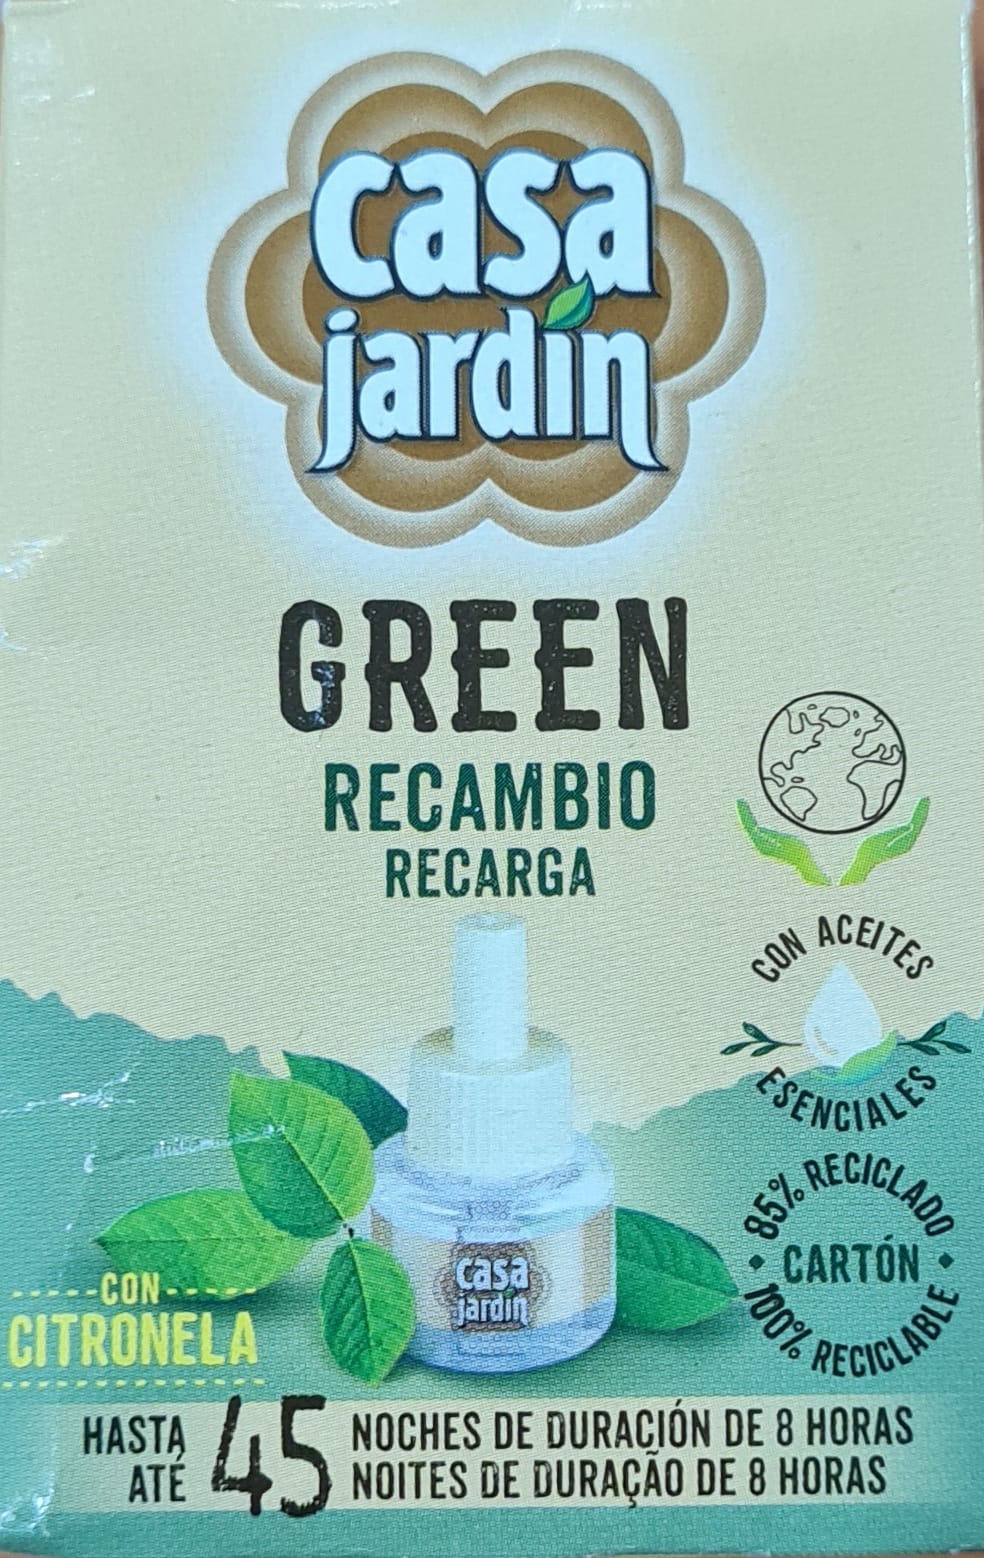 casa
jardín
GREEN
RECAMBIO
RECARGA
CON ACEITES
ESENCIALES
85% RECICLADO
CARTÓN
100% RECICLABLE
casa
jardín
CON
CITRONELA
HASTA
ATÉ
45
NOCHES DE DURACIÓN DE 8 HORAS
NOITES DE DURAÇÃO DE 8 HORAS